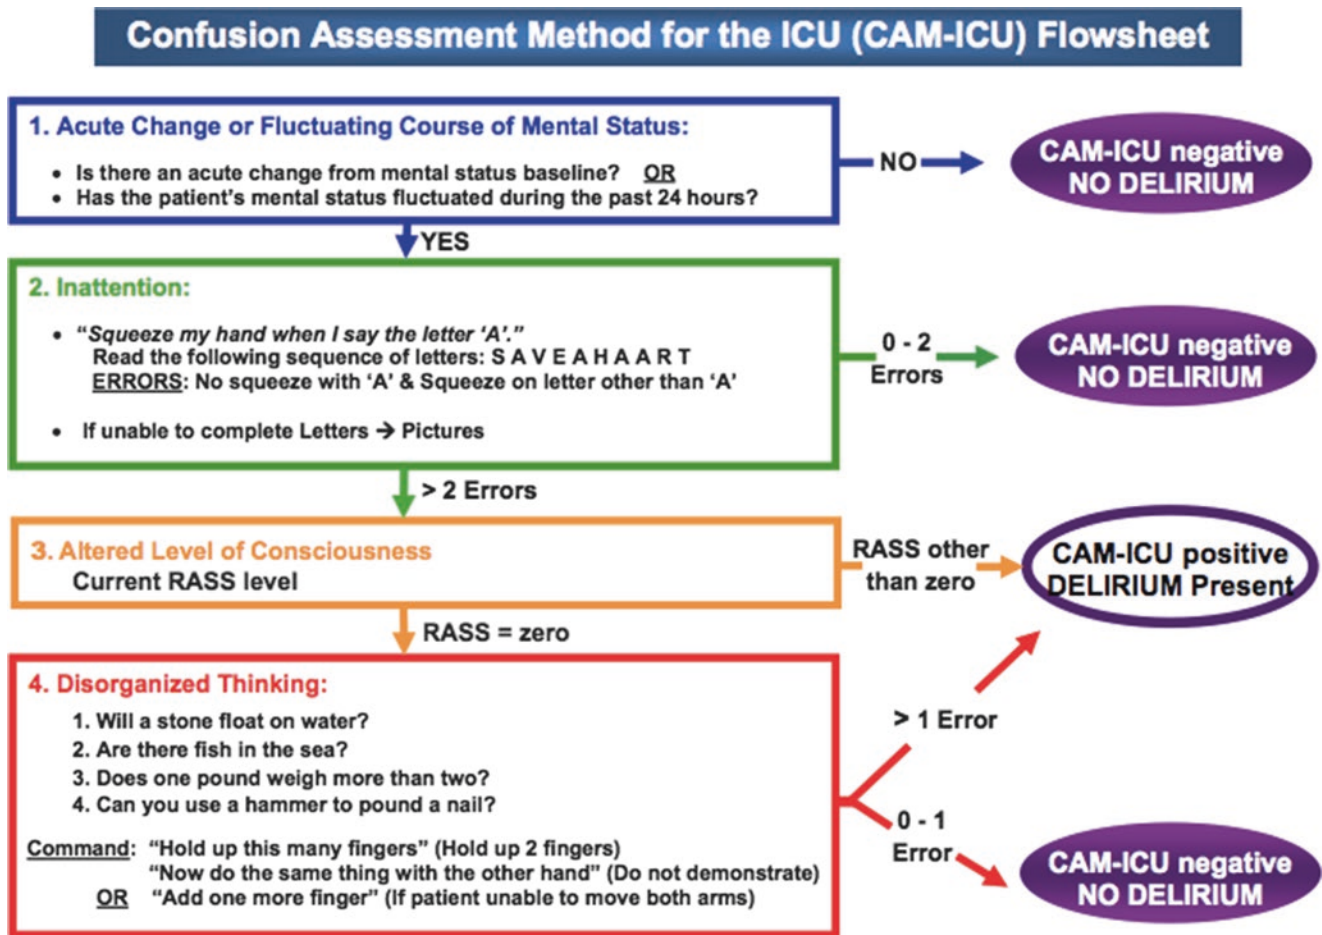 Confusion Assessment Method for the ICU (CAM-ICU) Flowsheet
1. Acute Change or Fluctuating Course of Mental Status:
• Is there an acute change from mental status baseline? OR
• Has the patient's mental status fluctuated during the past 24 hours?
NO
CAM-ICU negative
NO DELIRIUM
YES
2. Inattention:
• "Squeeze my hand when I say the letter 'A'."
Read the following sequence of letters: S A V E A H A A R T
ERRORS: No squeeze with 'A' & Squeeze on letter other than 'A'
• If unable to complete Letters → Pictures
0 - 2
Errors
CAM-ICU negative
NO DELIRIUM
> 2 Errors
3. Altered Level of Consciousness
Current RASS level
RASS other
than zero
CAM-ICU positive
DELIRIUM Present
RASS = zero
4. Disorganized Thinking:
1. Will a stone float on water?
2. Are there fish in the sea?
3. Does one pound weigh more than two?
4. Can you use a hammer to pound a nail?
Command: "Hold up this many fingers" (Hold up 2 fingers)
"Now do the same thing with the other hand" (Do not demonstrate)
OR "Add one more finger" (If patient unable to move both arms)
> 1 Error
0 - 1
Error
CAM-ICU negative
NO DELIRIUM